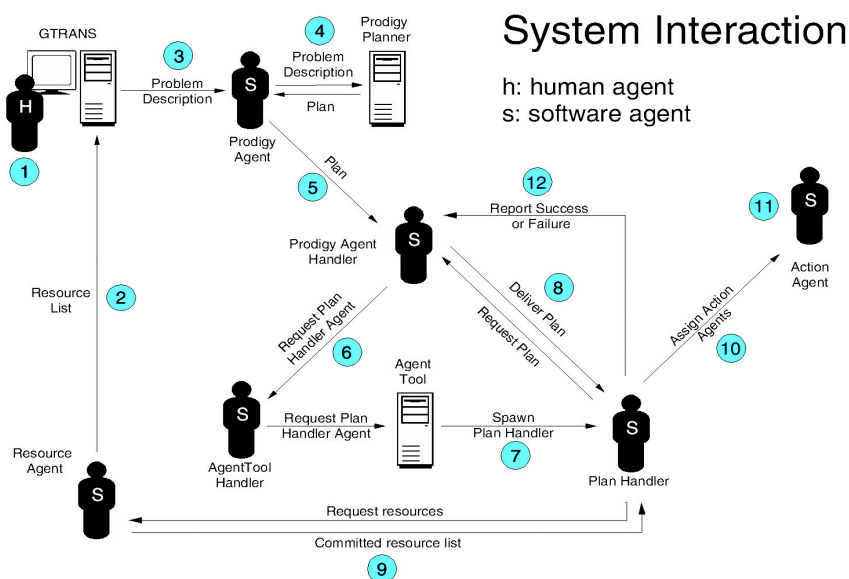 System Interaction
h: human agent
s: software agent
GTRANS
H
1
3
Problem
Description
S
Prodigy
Agent
4
Problem
Description
Plan
Prodigy
Planner
Plan
5
2
Resource
List
Prodigy Agent
Handler
S
12
Report Success
or Failure
11
S
Action
Agent
8
Deliver Plan
Request Plan
Assign Action
Agents
10
Request Plan
Handler Agent
6
S
AgentTool
Handler
Request Plan
Handler Agent
Agent
Tool
Spawn
Plan Handler
7
S
Plan Handler
Resource
Agent
S
Request resources
Committed resource list
9